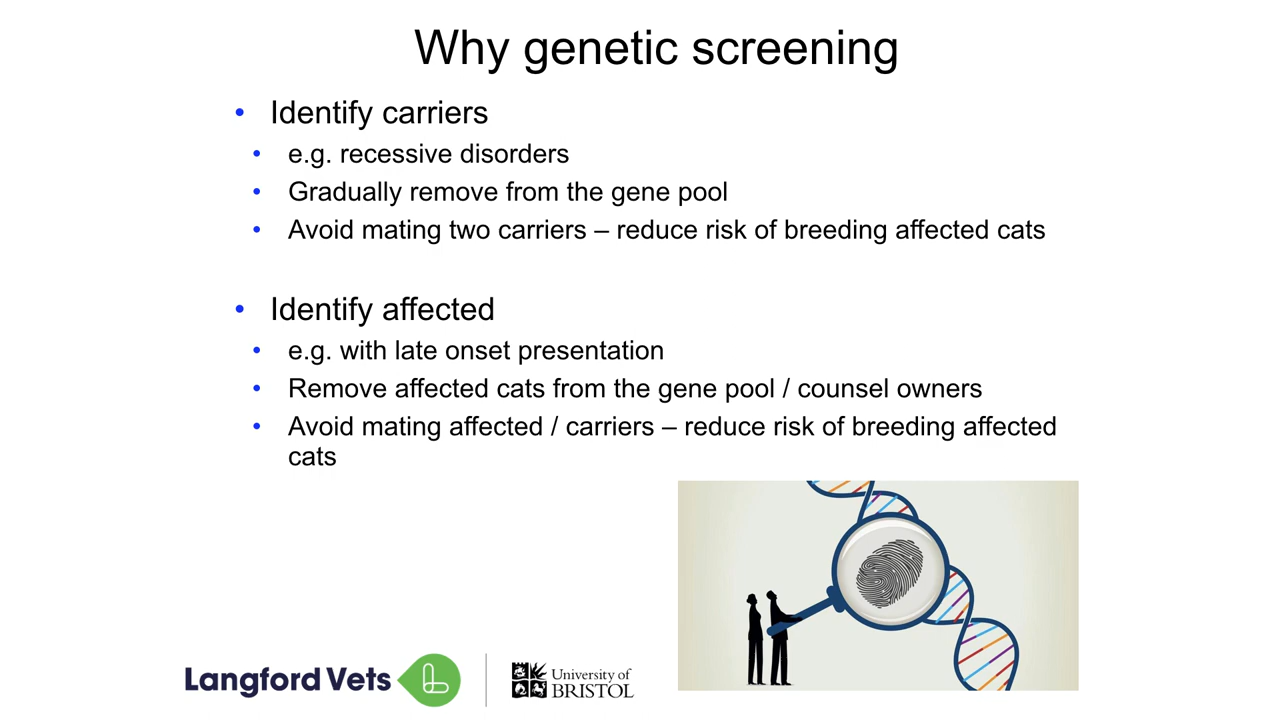 Why genetic screening
• Identify carriers
• e.g. recessive disorders
• Gradually remove from the gene pool
• Avoid mating two carriers – reduce risk of breeding affected cats
• Identify affected
• e.g. with late onset presentation
• Remove affected cats from the gene pool / counsel owners
• Avoid mating affected / carriers – reduce risk of breeding affected
cats
Langford Vets
University of
BRISTOL